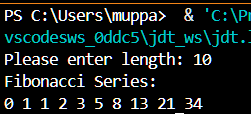 PS C:\Users\muppa>  & 'C:\Pr
vscodesws_0ddc5\jdt_ws\jdt.
Please enter length: 10
Fibonacci Series:
0 1 1 2 3 5 8 13 21 34